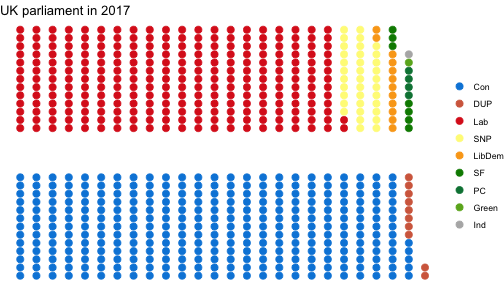 UK parliament in 2017
Con
DUP
Lab
SNP
LibDem
SF
PC
Green
Ind